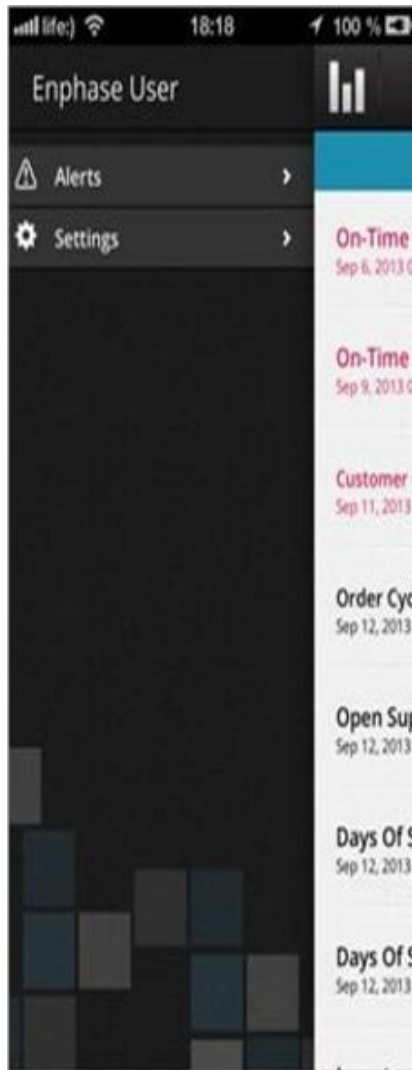 life:) 18:18 100 %
Enphase User
Alerts
Settings
On-Time
Sep 6, 2013
On-Time
Sep 9, 2013
Customer
Sep 11, 2013
Order Cyc
Sep 12, 2013
Open Sup
Sep 12, 2013
Days Of S
Sep 12, 2013
Days Of S
Sep 12, 2013